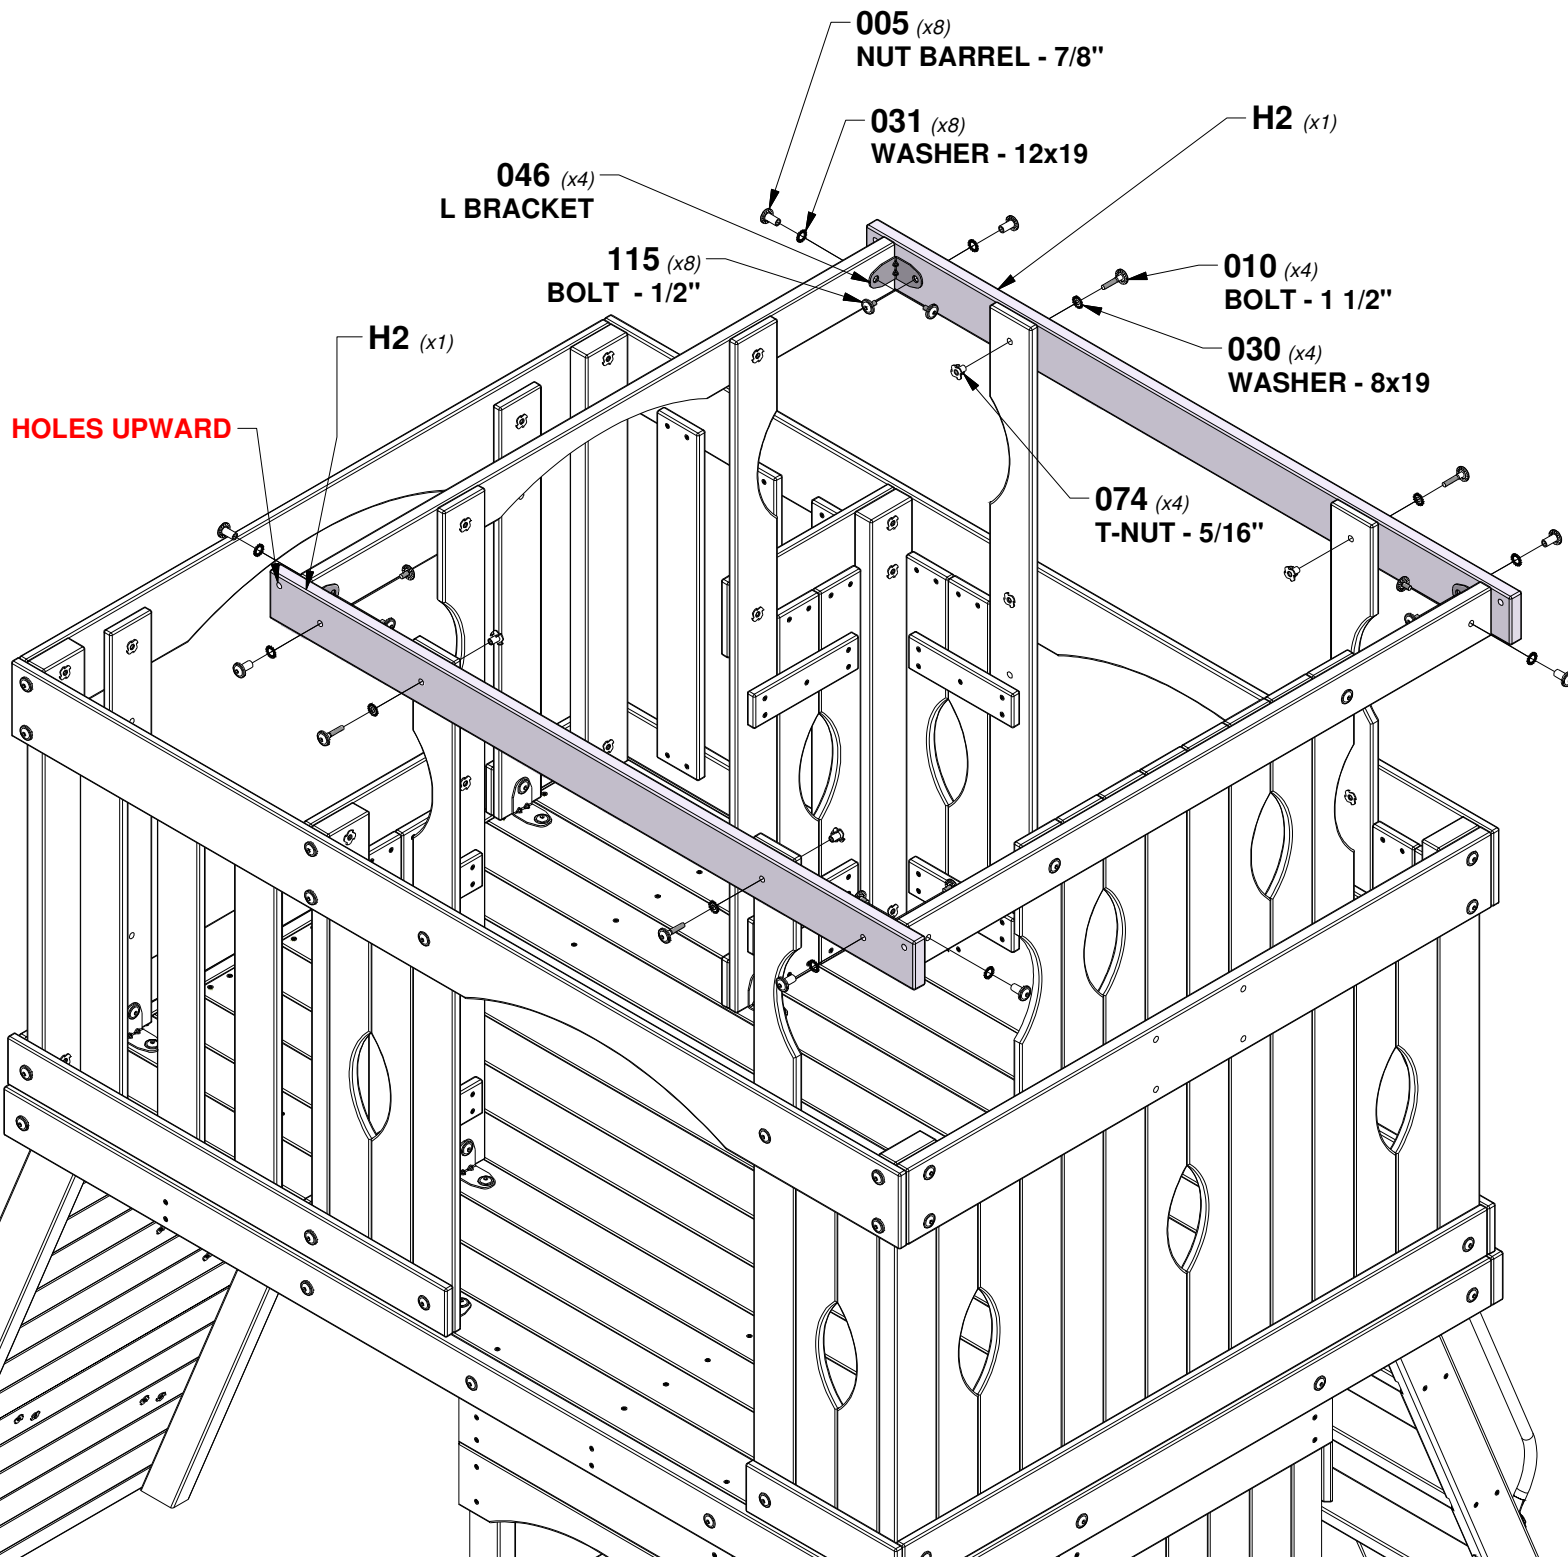 005 (x8)
NUT BARREL - 7/8"
031 (x8)
WASHER - 12x19
H2 (x1)
046 (x4)
L BRACKET
115 (x8)
BOLT - 1/2"
010 (x4)
BOLT - 1 1/2"
H2 (x1)
030 (x4)
WASHER - 8x19
HOLES UPWARD
074 (x4)
T-NUT - 5/16"